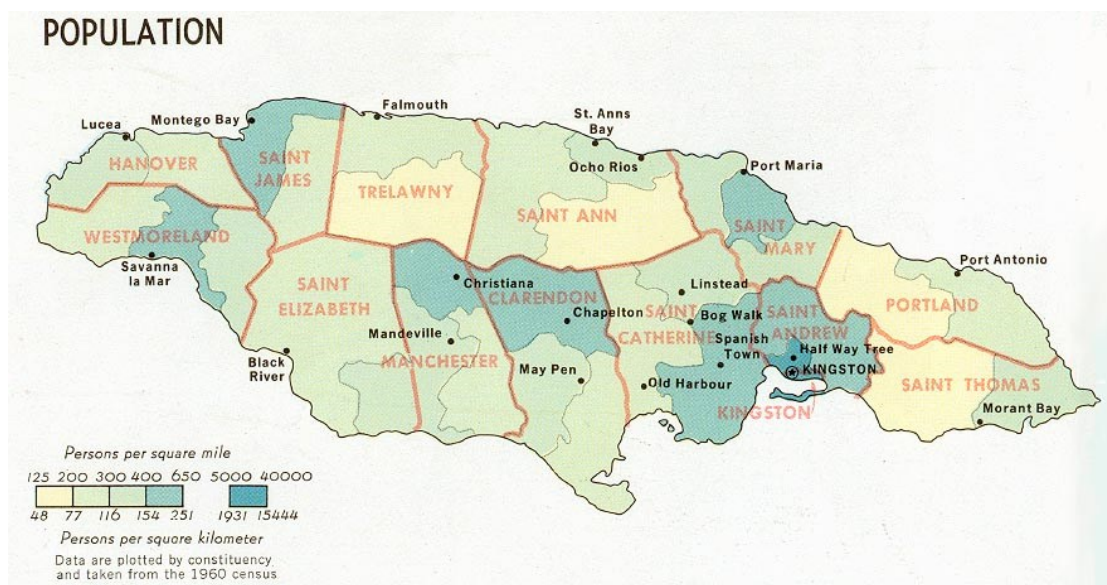 POPULATION
Falmouth
Lucea
Montego Bay
St. Anns
Bay
Ocho Rios
Port Maria
HANOVER
SAINT
JAMES
TRELAWNY
SAINT ANN
SAINT
MARY
WESTMORELAND
Savanna
la Mar
Port Antonio
PORTLAND
SAINT
ELIZABETH
Christiana
CLARENDON
Chapelton
Linstead
SAINT
CATHERINE
Bog Walk
Spanish
Town
SAINT
ANDREW
Half Way Tree
KINGSTON
Mandeville
MANCHESTER
Black
River
May Pen
Old Harbour
KINGSTON
SAINT THOMAS
Morant Bay
Persons per square mile
125 200 300 400 650 5000 40000
48 77 116 154 251 1931 15444
Persons per square kilometer
Data are plotted by constituency
and taken from the 1960 census